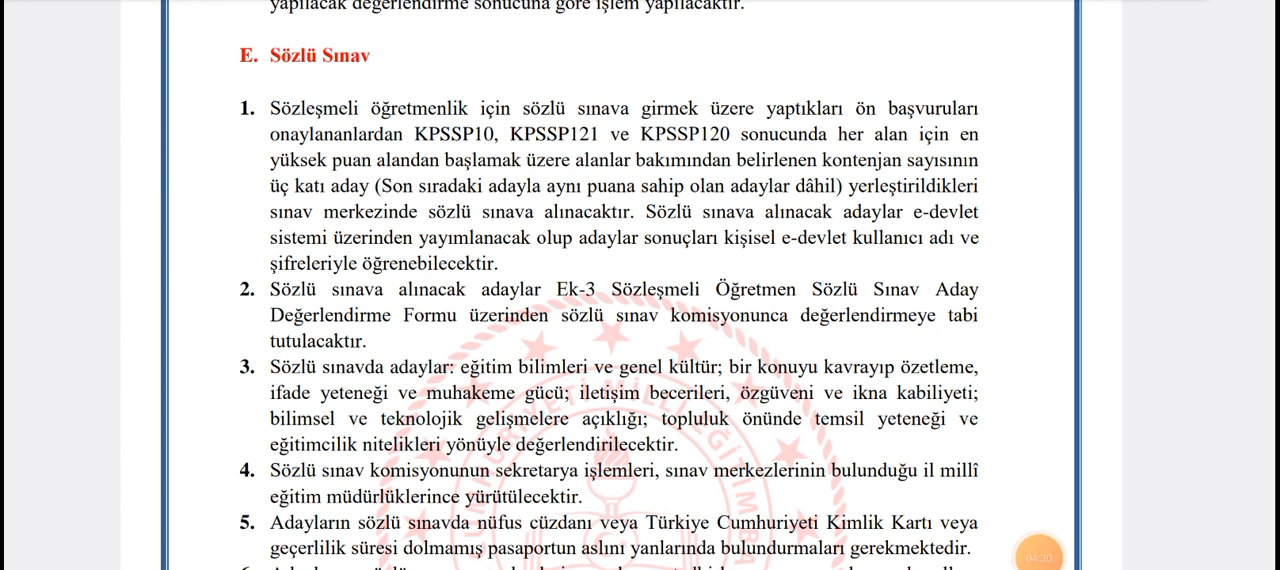 yapılacak değerlendirme sonucuna göre işlem yapılacaktır.
E. Sözlü Sınav
1. Sözleşmeli öğretmenlik için sözlü sınava girmek üzere yaptıkları ön başvuruları
onaylananlardan KPSSP10, KPSSP121 ve KPSSP120 sonucunda her alan için en
yüksek puan alandan başlamak üzere alanlar bakımından belirlenen kontenjan sayısının
üç katı aday (Son sıradaki adayla aynı puana sahip olan adaylar dâhil) yerleştirildikleri
sınav merkezinde sözlü sınava alınacaktır. Sözlü sınava alınacak adaylar e-devlet
sistemi üzerinden yayımlanacak olup adaylar sonuçları kişisel e-devlet kullanıcı adı ve
şifreleriyle öğrenebilecektir.
2. Sözlü sınava alınacak adaylar Ek-3 Sözleşmeli Öğretmen Sözlü Sınav Aday
Değerlendirme Formu üzerinden sözlü sınav komisyonunca değerlendirmeye tabi
tutulacaktır.
3. Sözlü sınavda adaylar: eğitim bilimleri ve genel kültür; bir konuyu kavrayıp özetleme,
ifade yeteneği ve muhakeme gücü; iletişim becerileri, özgüveni ve ikna kabiliyeti;
bilimsel ve teknolojik gelişmelere açıklığı; topluluk önünde temsil yeteneği ve
eğitimcilik nitelikleri yönüyle değerlendirilecektir.
4. Sözlü sınav komisyonunun sekretarya işlemleri, sınav merkezlerinin bulunduğu il millî
eğitim müdürlüklerince yürütülecektir.
5. Adayların sözlü sınavda nüfus cüzdanı veya Türkiye Cumhuriyeti Kimlik Kartı veya
geçerlilik süresi dolmamış pasaportun aslını yanlarında bulundurmaları gerekmektedir.
04:30